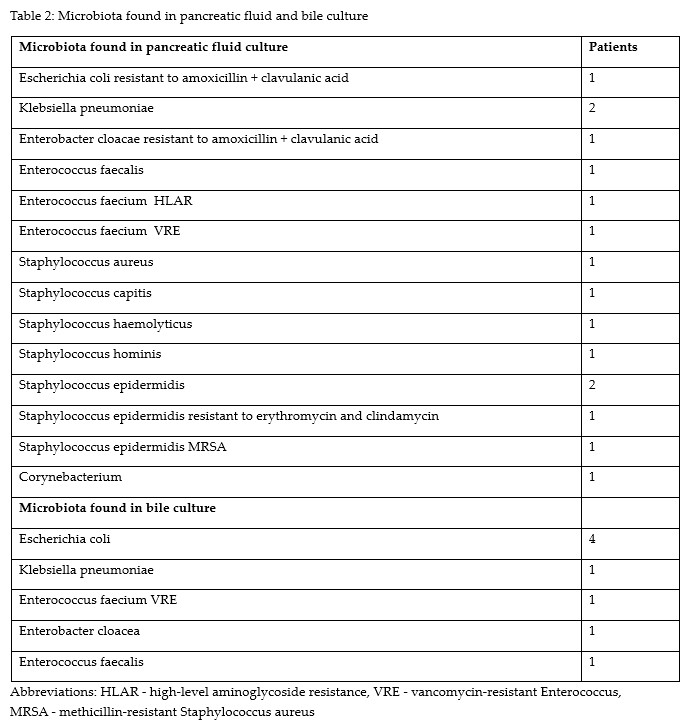 Table 2: Microbiota found in pancreatic fluid and bile culture
Microbiota found in pancreatic fluid culture Patients
Escherichia coli resistant to amoxicillin + clavulanic acid 1
Klebsiella pneumoniae 2
Enterobacter cloacae resistant to amoxicillin + clavulanic acid 1
Enterococcus faecalis 1
Enterococcus faecium  HLAR 1
Enterococcus faecium  VRE 1
Staphylococcus aureus 1
Staphylococcus capitis 1
Staphylococcus haemolyticus 1
Staphylococcus hominis 1
Staphylococcus epidermidis 2
Staphylococcus epidermidis resistant to erythromycin and clindamycin 1
Staphylococcus epidermidis MRSA 1
Corynebacterium 1
Microbiota found in bile culture
Escherichia coli 4
Klebsiella pneumoniae 1
Enterococcus faecium VRE 1
Enterobacter cloacea 1
Enterococcus faecalis 1
Abbreviations: HLAR - high-level aminoglycoside resistance, VRE - vancomycin-resistant Enterococcus,
MRSA - methicillin-resistant Staphylococcus aureus